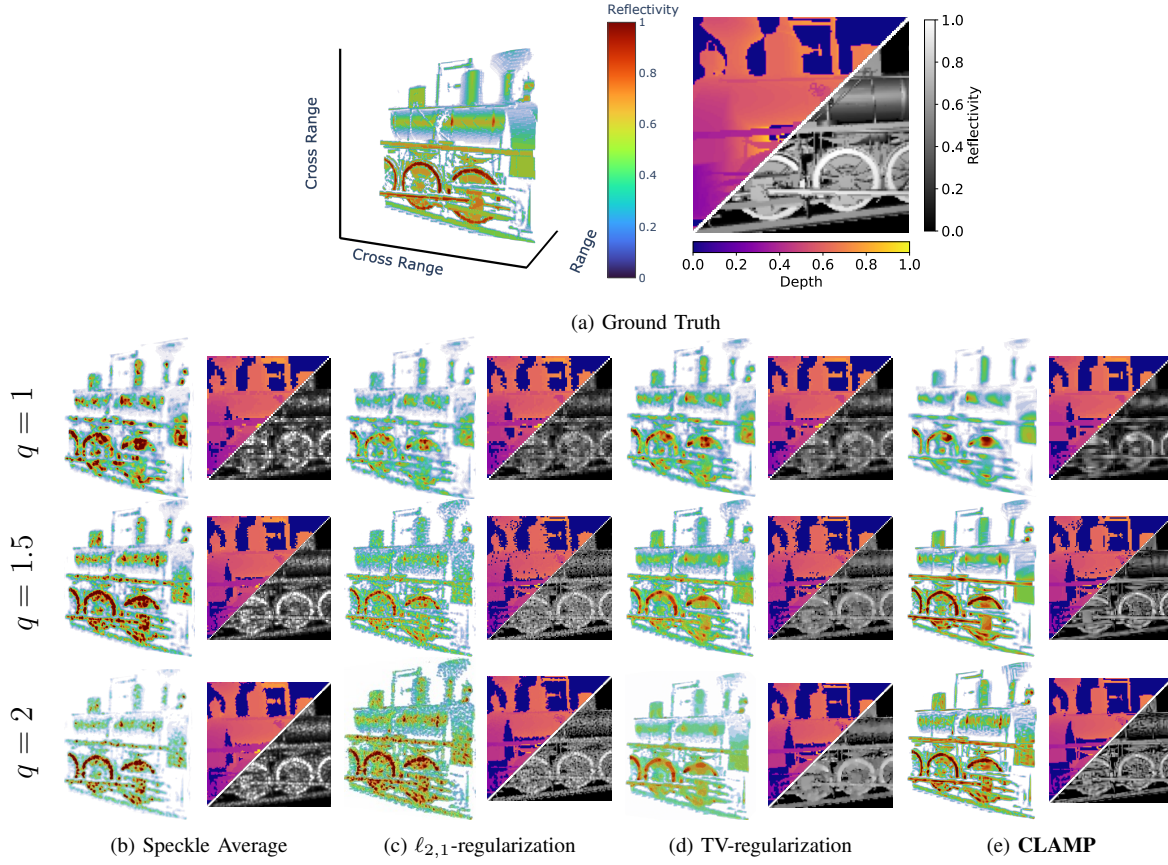 Reflectivity
1
0.8
0.6
0.4
0.2
0
Cross Range
Cross Range
Range
1.0
0.8
0.6
0.4
0.2
0.0
Reflectivity
0.0 0.2 0.4 0.6 0.8 1.0
Depth
(a) Ground Truth
q = 1
q = 1.5
q = 2
(b) Speckle Average
(c) ℓ2,1-regularization
(d) TV-regularization
(e) CLAMP